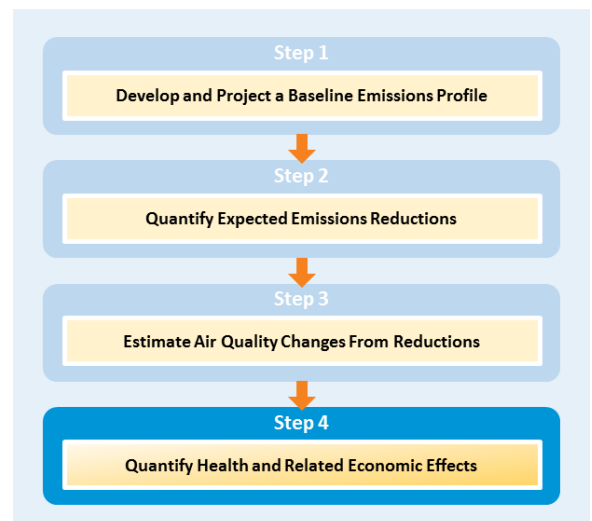 Step 1
Develop and Project a Baseline Emissions Profile
Step 2
Quantify Expected Emissions Reductions
Step 3
Estimate Air Quality Changes From Reductions
Step 4
Quantify Health and Related Economic Effects